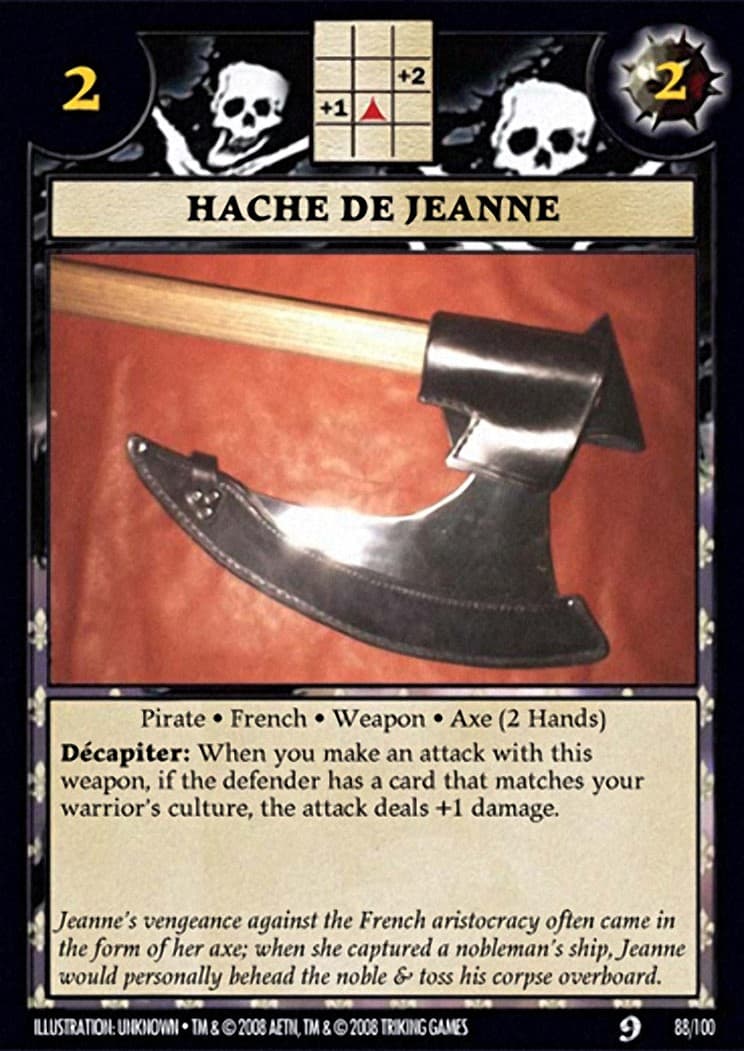 2
+2
2
+1
HACHE DE JEANNE
Pirate • French • Weapon • Axe (2 Hands)
Décapiter: When you make an attack with this
weapon, if the defender has a card that matches your
warrior's culture, the attack deals +1 damage.
Jeanne's vengeance against the French aristocracy often came in
the form of her axe; when she captured a nobleman's ship, Jeanne
would personally behead the noble & toss his corpse overboard.
ILLUSTRATION: UNKNOWN • TM & © 2008 AETN, TM & © 2008 TRIKING GAMES
9
88/100